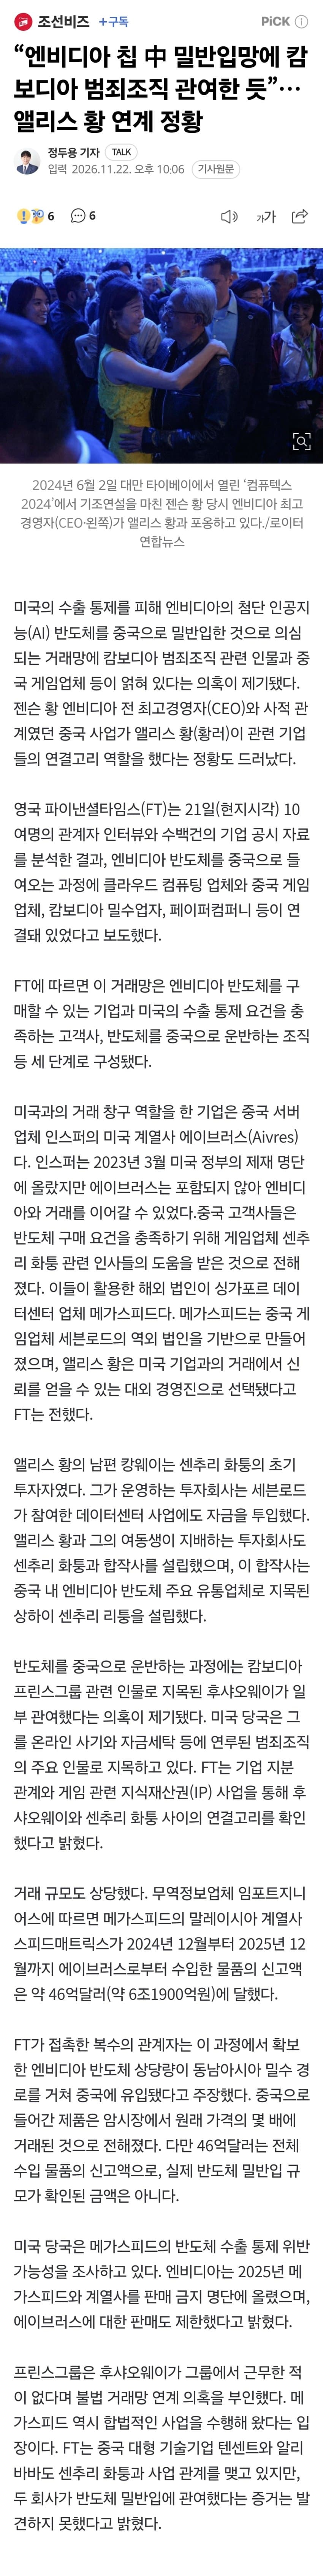 조선비즈 +구독 PiCK
“엔비디아 칩 中 밀반입망에 캄
보디아 범죄조직 관여한 듯”…
앨리스 황 연계 정황
정두용 기자 TALK
입력 2026.11.22. 오후 10:06 기사원문
6 6 가가
2024년 6월 2일 대만 타이베이에서 열린 ‘컴퓨텍스
2024’에서 기조연설을 마친 젠슨 황 당시 엔비디아 최고
경영자(CEO·왼쪽)가 앨리스 황과 포옹하고 있다./로이터
연합뉴스
미국의 수출 통제를 피해 엔비디아의 첨단 인공지
능(AI) 반도체를 중국으로 밀반입한 것으로 의심
되는 거래망에 캄보디아 범죄조직 관련 인물과 중
국 게임업체 등이 얽혀 있다는 의혹이 제기됐다.
젠슨 황 엔비디아 전 최고경영자(CEO)와 사적 관
계였던 중국 사업가 앨리스 황(황러)이 관련 기업
들의 연결고리 역할을 했다는 정황도 드러났다.
영국 파이낸셜타임스(FT)는 21일(현지시각) 10
여명의 관계자 인터뷰와 수백건의 기업 공시 자료
를 분석한 결과, 엔비디아 반도체를 중국으로 들
여오는 과정에 클라우드 컴퓨팅 업체와 중국 게임
업체, 캄보디아 밀수업자, 페이퍼컴퍼니 등이 연
결돼 있었다고 보도했다.
FT에 따르면 이 거래망은 엔비디아 반도체를 구
매할 수 있는 기업과 미국의 수출 통제 요건을 충
족하는 고객사, 반도체를 중국으로 운반하는 조직
등 세 단계로 구성됐다.
미국과의 거래 창구 역할을 한 기업은 중국 서버
업체 인스퍼의 미국 계열사 에이브러스(Aivres)
다. 인스퍼는 2023년 3월 미국 정부의 제재 명단
에 올랐지만 에이브러스는 포함되지 않아 엔비디
아와 거래를 이어갈 수 있었다.중국 고객사들은
반도체 구매 요건을 충족하기 위해 게임업체 센추
리 화퉁 관련 인사들의 도움을 받은 것으로 전해
졌다. 이들이 활용한 해외 법인이 싱가포르 데이
터센터 업체 메가스피드다. 메가스피드는 중국 게
임업체 세븐로드의 역외 법인을 기반으로 만들어
졌으며, 앨리스 황은 미국 기업과의 거래에서 신
뢰를 얻을 수 있는 대외 경영진으로 선택됐다고
FT는 전했다.
앨리스 황의 남편 캉웨이는 센추리 화퉁의 초기
투자자였다. 그가 운영하는 투자회사는 세븐로드
가 참여한 데이터센터 사업에도 자금을 투입했다.
앨리스 황과 그의 여동생이 지배하는 투자회사도
센추리 화퉁과 합작사를 설립했으며, 이 합작사는
중국 내 엔비디아 반도체 주요 유통업체로 지목된
상하이 센추리 리퉁을 설립했다.
반도체를 중국으로 운반하는 과정에는 캄보디아
프린스그룹 관련 인물로 지목된 후샤오웨이가 일
부 관여했다는 의혹이 제기됐다. 미국 당국은 그
를 온라인 사기와 자금세탁 등에 연루된 범죄조직
의 주요 인물로 지목하고 있다. FT는 기업 지분
관계와 게임 관련 지식재산권(IP) 사업을 통해 후
샤오웨이와 센추리 화퉁 사이의 연결고리를 확인
했다고 밝혔다.
거래 규모도 상당했다. 무역정보업체 임포트지니
어스에 따르면 메가스피드의 말레이시아 계열사
스피드매트릭스가 2024년 12월부터 2025년 12
월까지 에이브러스로부터 수입한 물품의 신고액
은 약 46억달러(약 6조1900억원)에 달했다.
FT가 접촉한 복수의 관계자는 이 과정에서 확보
한 엔비디아 반도체 상당량이 동남아시아 밀수 경
로를 거쳐 중국에 유입됐다고 주장했다. 중국으로
들어간 제품은 암시장에서 원래 가격의 몇 배에
거래된 것으로 전해졌다. 다만 46억달러는 전체
수입 물품의 신고액으로, 실제 반도체 밀반입 규
모가 확인된 금액은 아니다.
미국 당국은 메가스피드의 반도체 수출 통제 위반
가능성을 조사하고 있다. 엔비디아는 2025년 메
가스피드와 계열사를 판매 금지 명단에 올렸으며,
에이브러스에 대한 판매도 제한했다고 밝혔다.
프린스그룹은 후샤오웨이가 그룹에서 근무한 적
이 없다며 불법 거래망 연계 의혹을 부인했다. 메
가스피드 역시 합법적인 사업을 수행해 왔다는 입
장이다. FT는 중국 대형 기술기업 텐센트와 알리
바바도 센추리 화퉁과 사업 관계를 맺고 있지만,
두 회사가 반도체 밀반입에 관여했다는 증거는 발
견하지 못했다고 밝혔다.